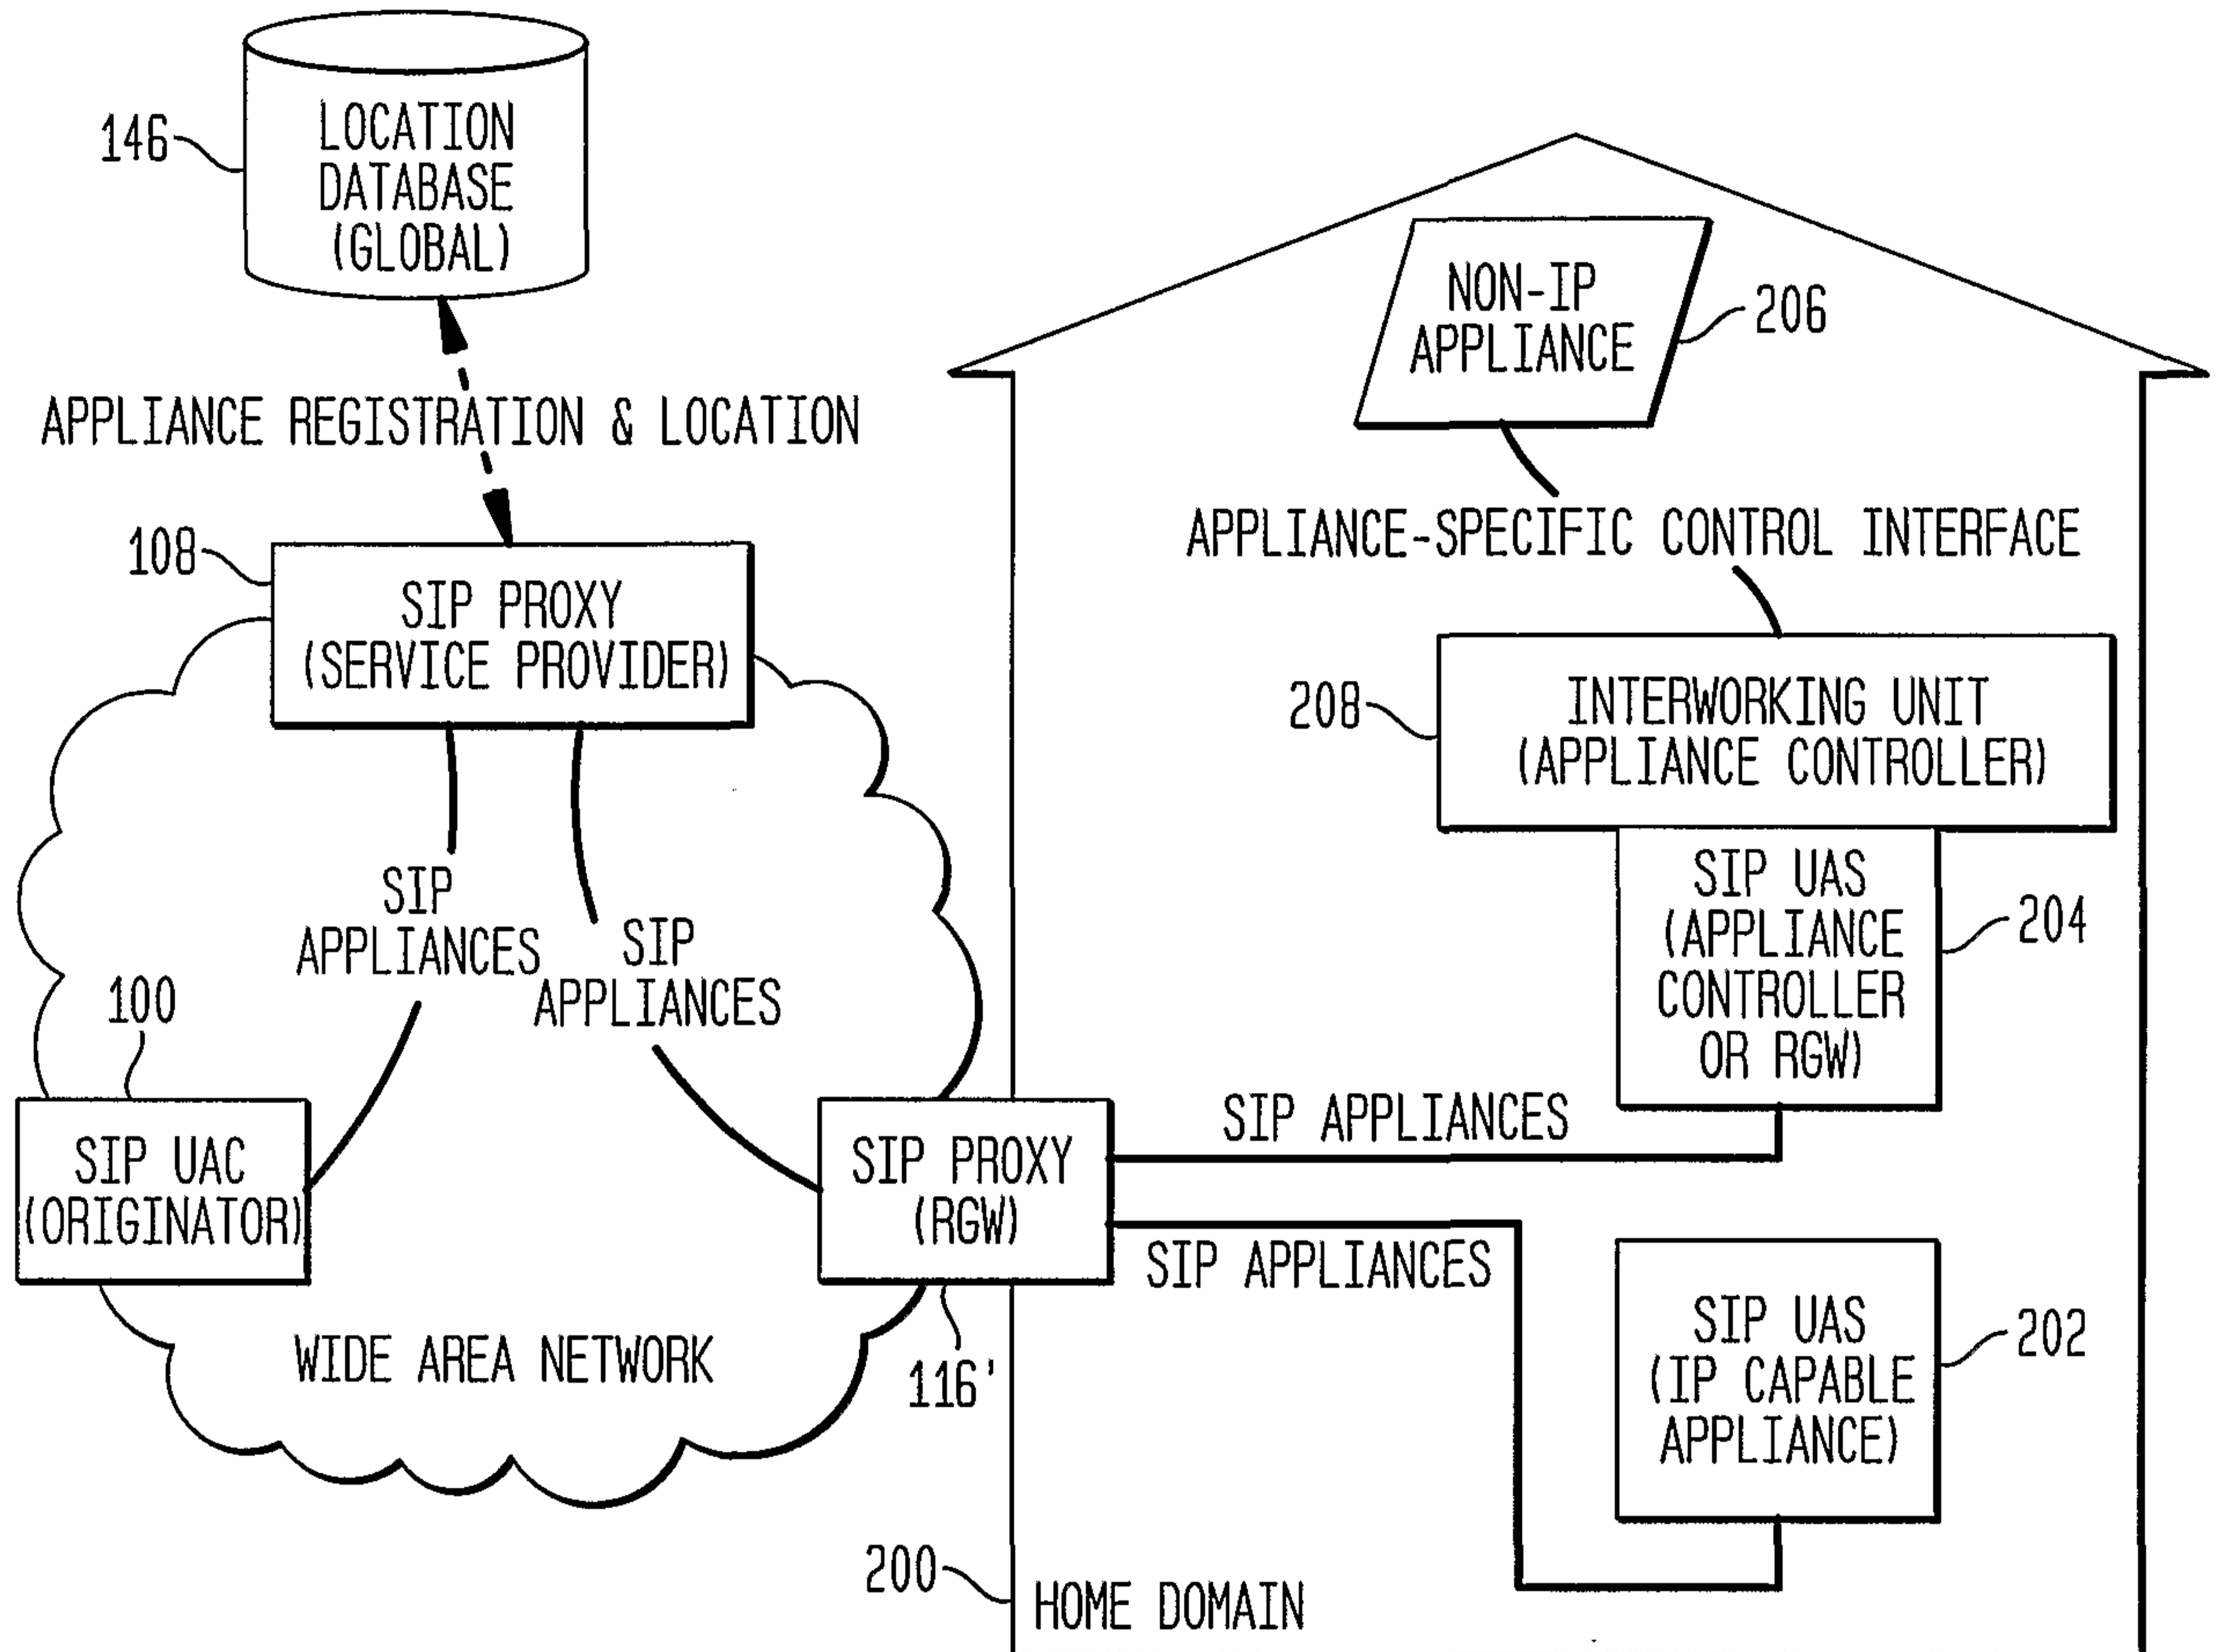 146
LOCATION
DATABASE
(GLOBAL)
APPLIANCE REGISTRATION & LOCATION
108
SIP PROXY
(SERVICE PROVIDER)
SIP
APPLIANCES
SIP
APPLIANCES
100
SIP UAC
(ORIGINATOR)
SIP PROXY
(RGW)
116'
WIDE AREA NETWORK
NON-IP
APPLIANCE
206
APPLIANCE-SPECIFIC CONTROL INTERFACE
208
INTERWORKING UNIT
(APPLIANCE CONTROLLER)
SIP UAS
(APPLIANCE
CONTROLLER
OR RGW)
204
SIP APPLIANCES
SIP APPLIANCES
SIP UAS
(IP CAPABLE
APPLIANCE)
202
200
HOME DOMAIN